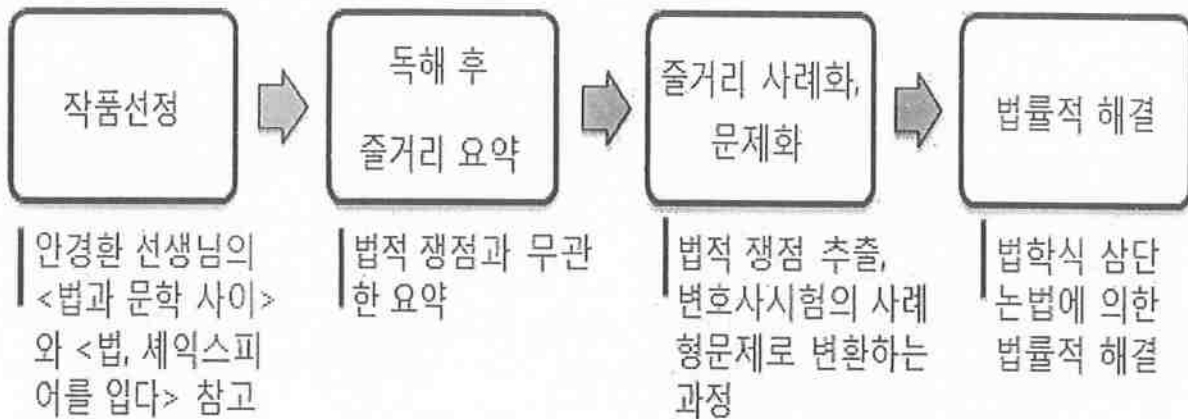 작품선정
독해 후
줄거리 요약
줄거리 사례화,
문제화
법률적 해결
안경환 선생님의
<법과 문학 사이>
와 <법, 셰익스피
어를 입다> 참고
법적 쟁점과 무관
한 요약
법적 쟁점 추출,
변호사시험의 사례
형문제로 변환하는
과정
법학식 삼단
논법에 의한
법률적 해결